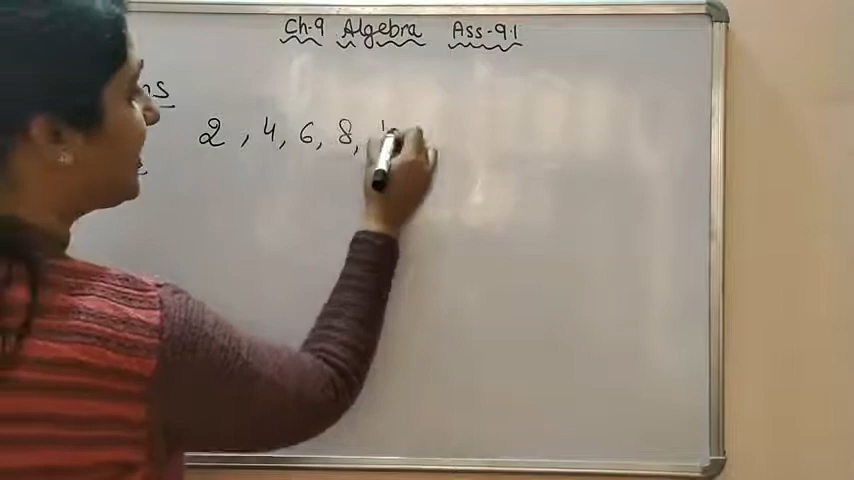 Ch-9 Algebra Ass-9.1
2 , 4, 6, 8,